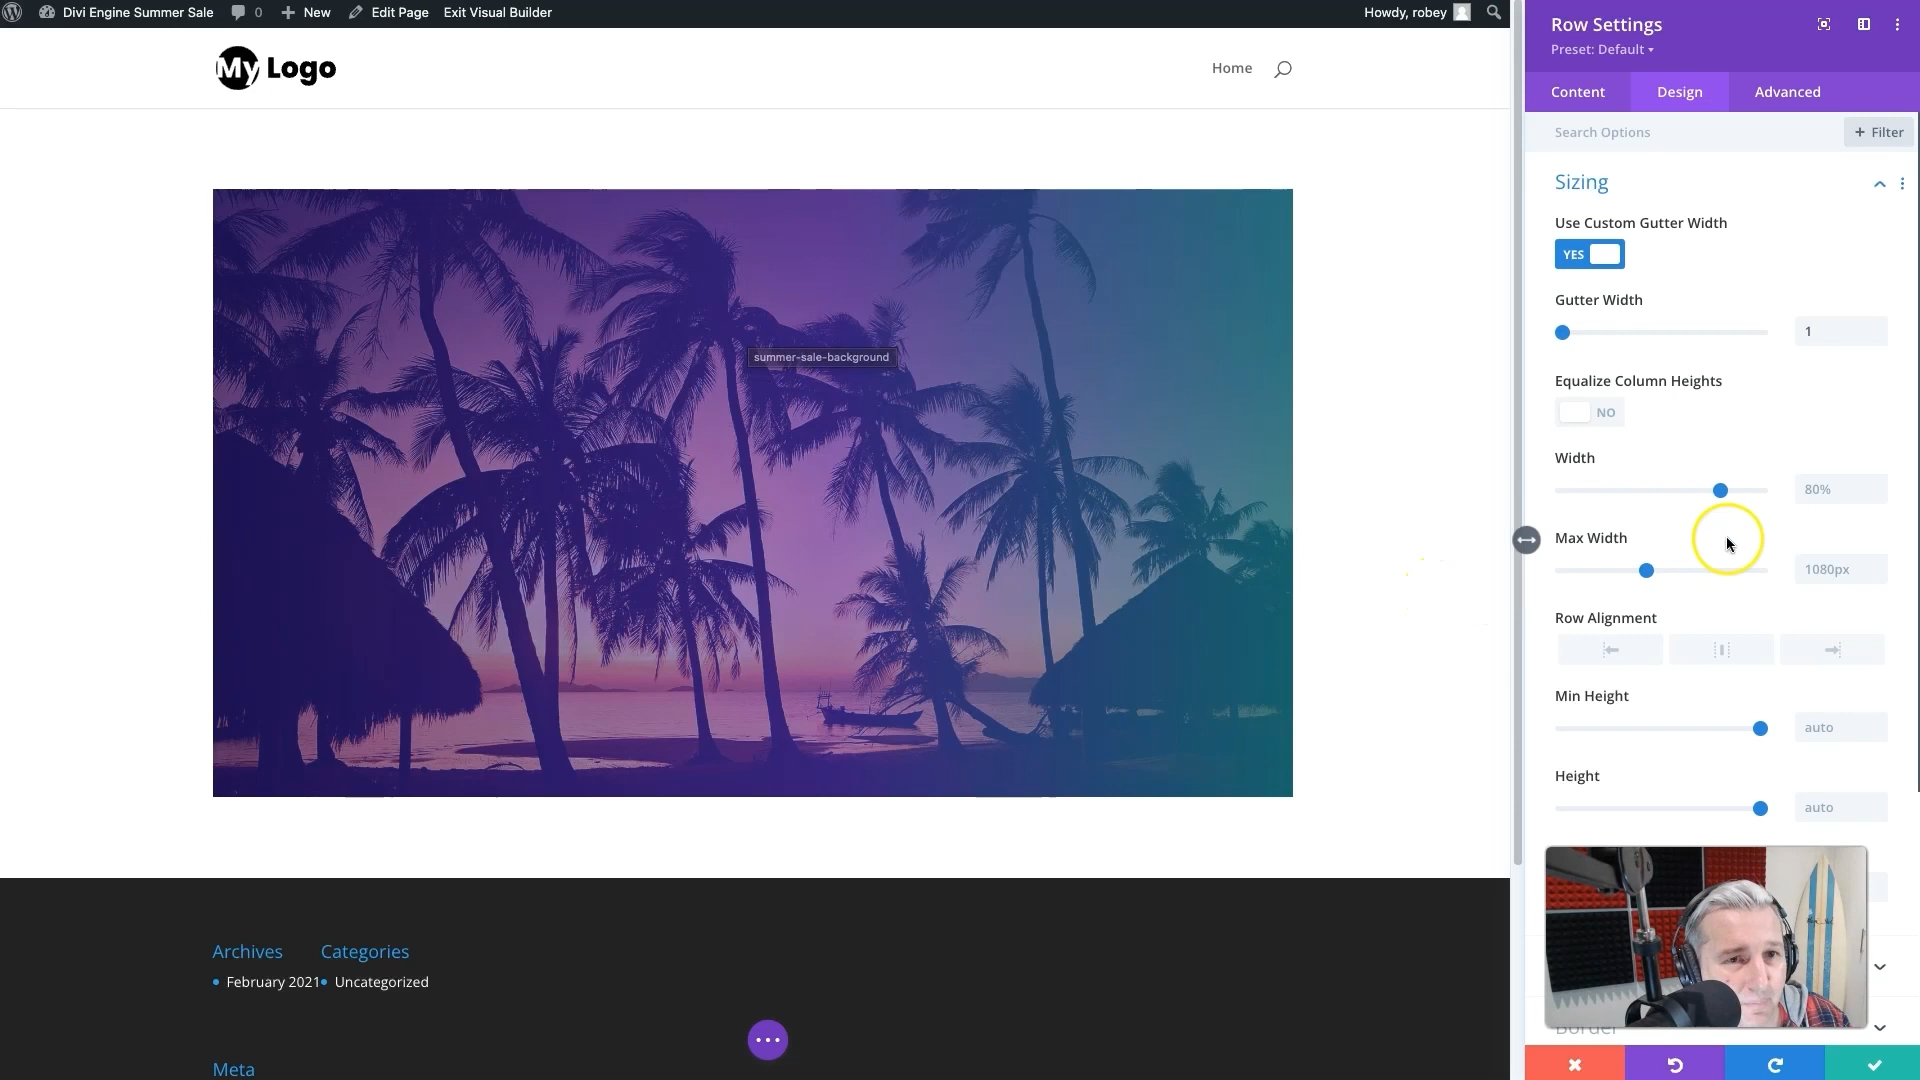 Divi Engine Summer Sale 0 New Edit Page Exit Visual Builder Howdy, robey
My Logo
Home
summer-sale-background
Archives
February 2021
Categories
Uncategorized
Meta
Row Settings
Preset: Default
Content Design Advanced
Search Options
+ Filter
Sizing
Use Custom Gutter Width
YES
Gutter Width
1
Equalize Column Heights
NO
Width
80%
Max Width
1080px
Row Alignment
Min Height
auto
Height
auto
Border